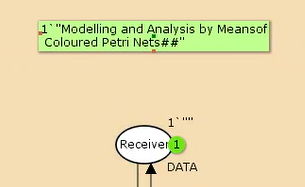 1`"Modelling and Analysis by Meansof
Coloured Petri Nets##"
1`""
Receiver 1
DATA